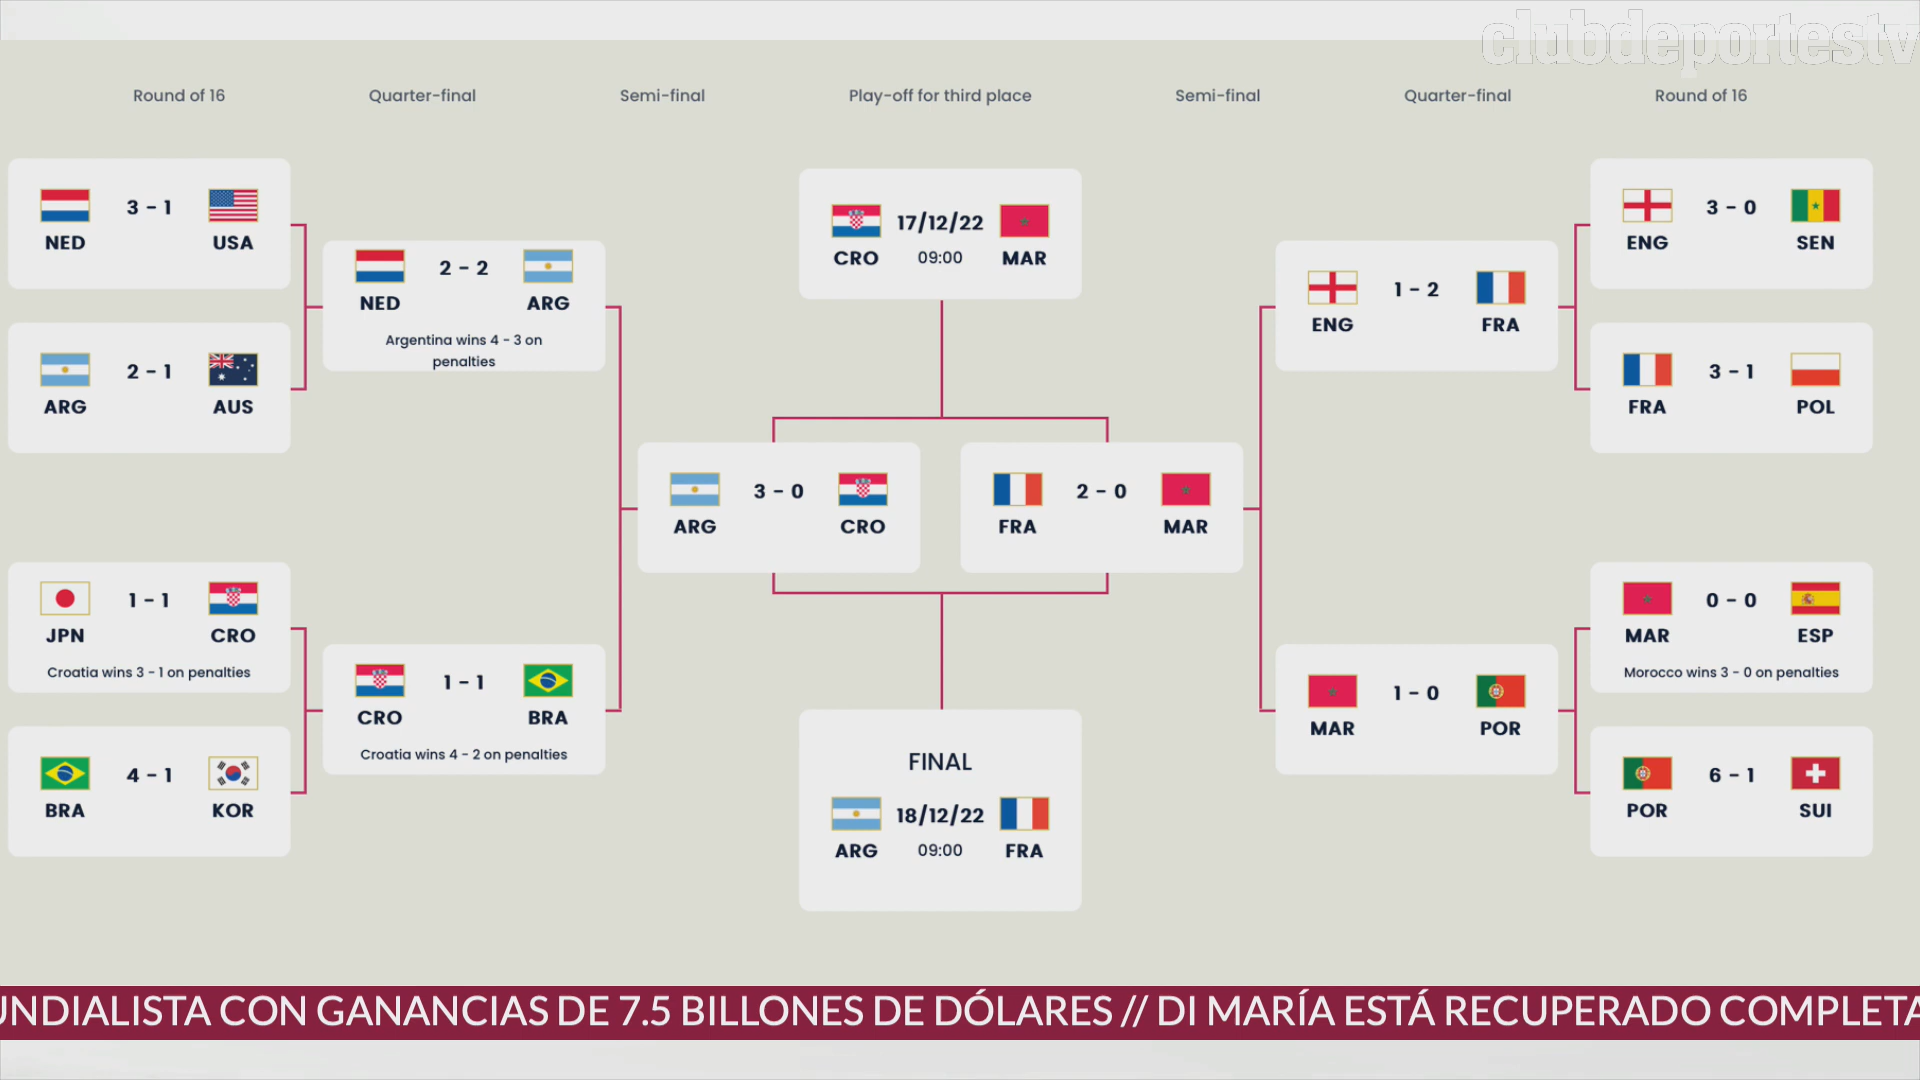 clubdeportestv
Round of 16
Quarter-final
Semi-final
Play-off for third place
Semi-final
Quarter-final
Round of 16
3 - 1
NED USA
2 - 1
ARG AUS
1 - 1
JPN CRO
Croatia wins 3 - 1 on penalties
4 - 1
BRA KOR
2 - 2
NED ARG
Argentina wins 4 - 3 on
penalties
1 - 1
CRO BRA
Croatia wins 4 - 2 on penalties
3 - 0
ARG CRO
17/12/22
CRO 09:00 MAR
2 - 0
FRA MAR
FINAL
18/12/22
ARG 09:00 FRA
1 - 2
ENG FRA
1 - 0
MAR POR
3 - 0
ENG SEN
3 - 1
FRA POL
0 - 0
MAR ESP
Morocco wins 3 - 0 on penalties
6 - 1
POR SUI
UNDIALISTA CON GANANCIAS DE 7.5 BILLONES DE DÓLARES // DI MARÍA ESTÁ RECUPERADO COMPLETA